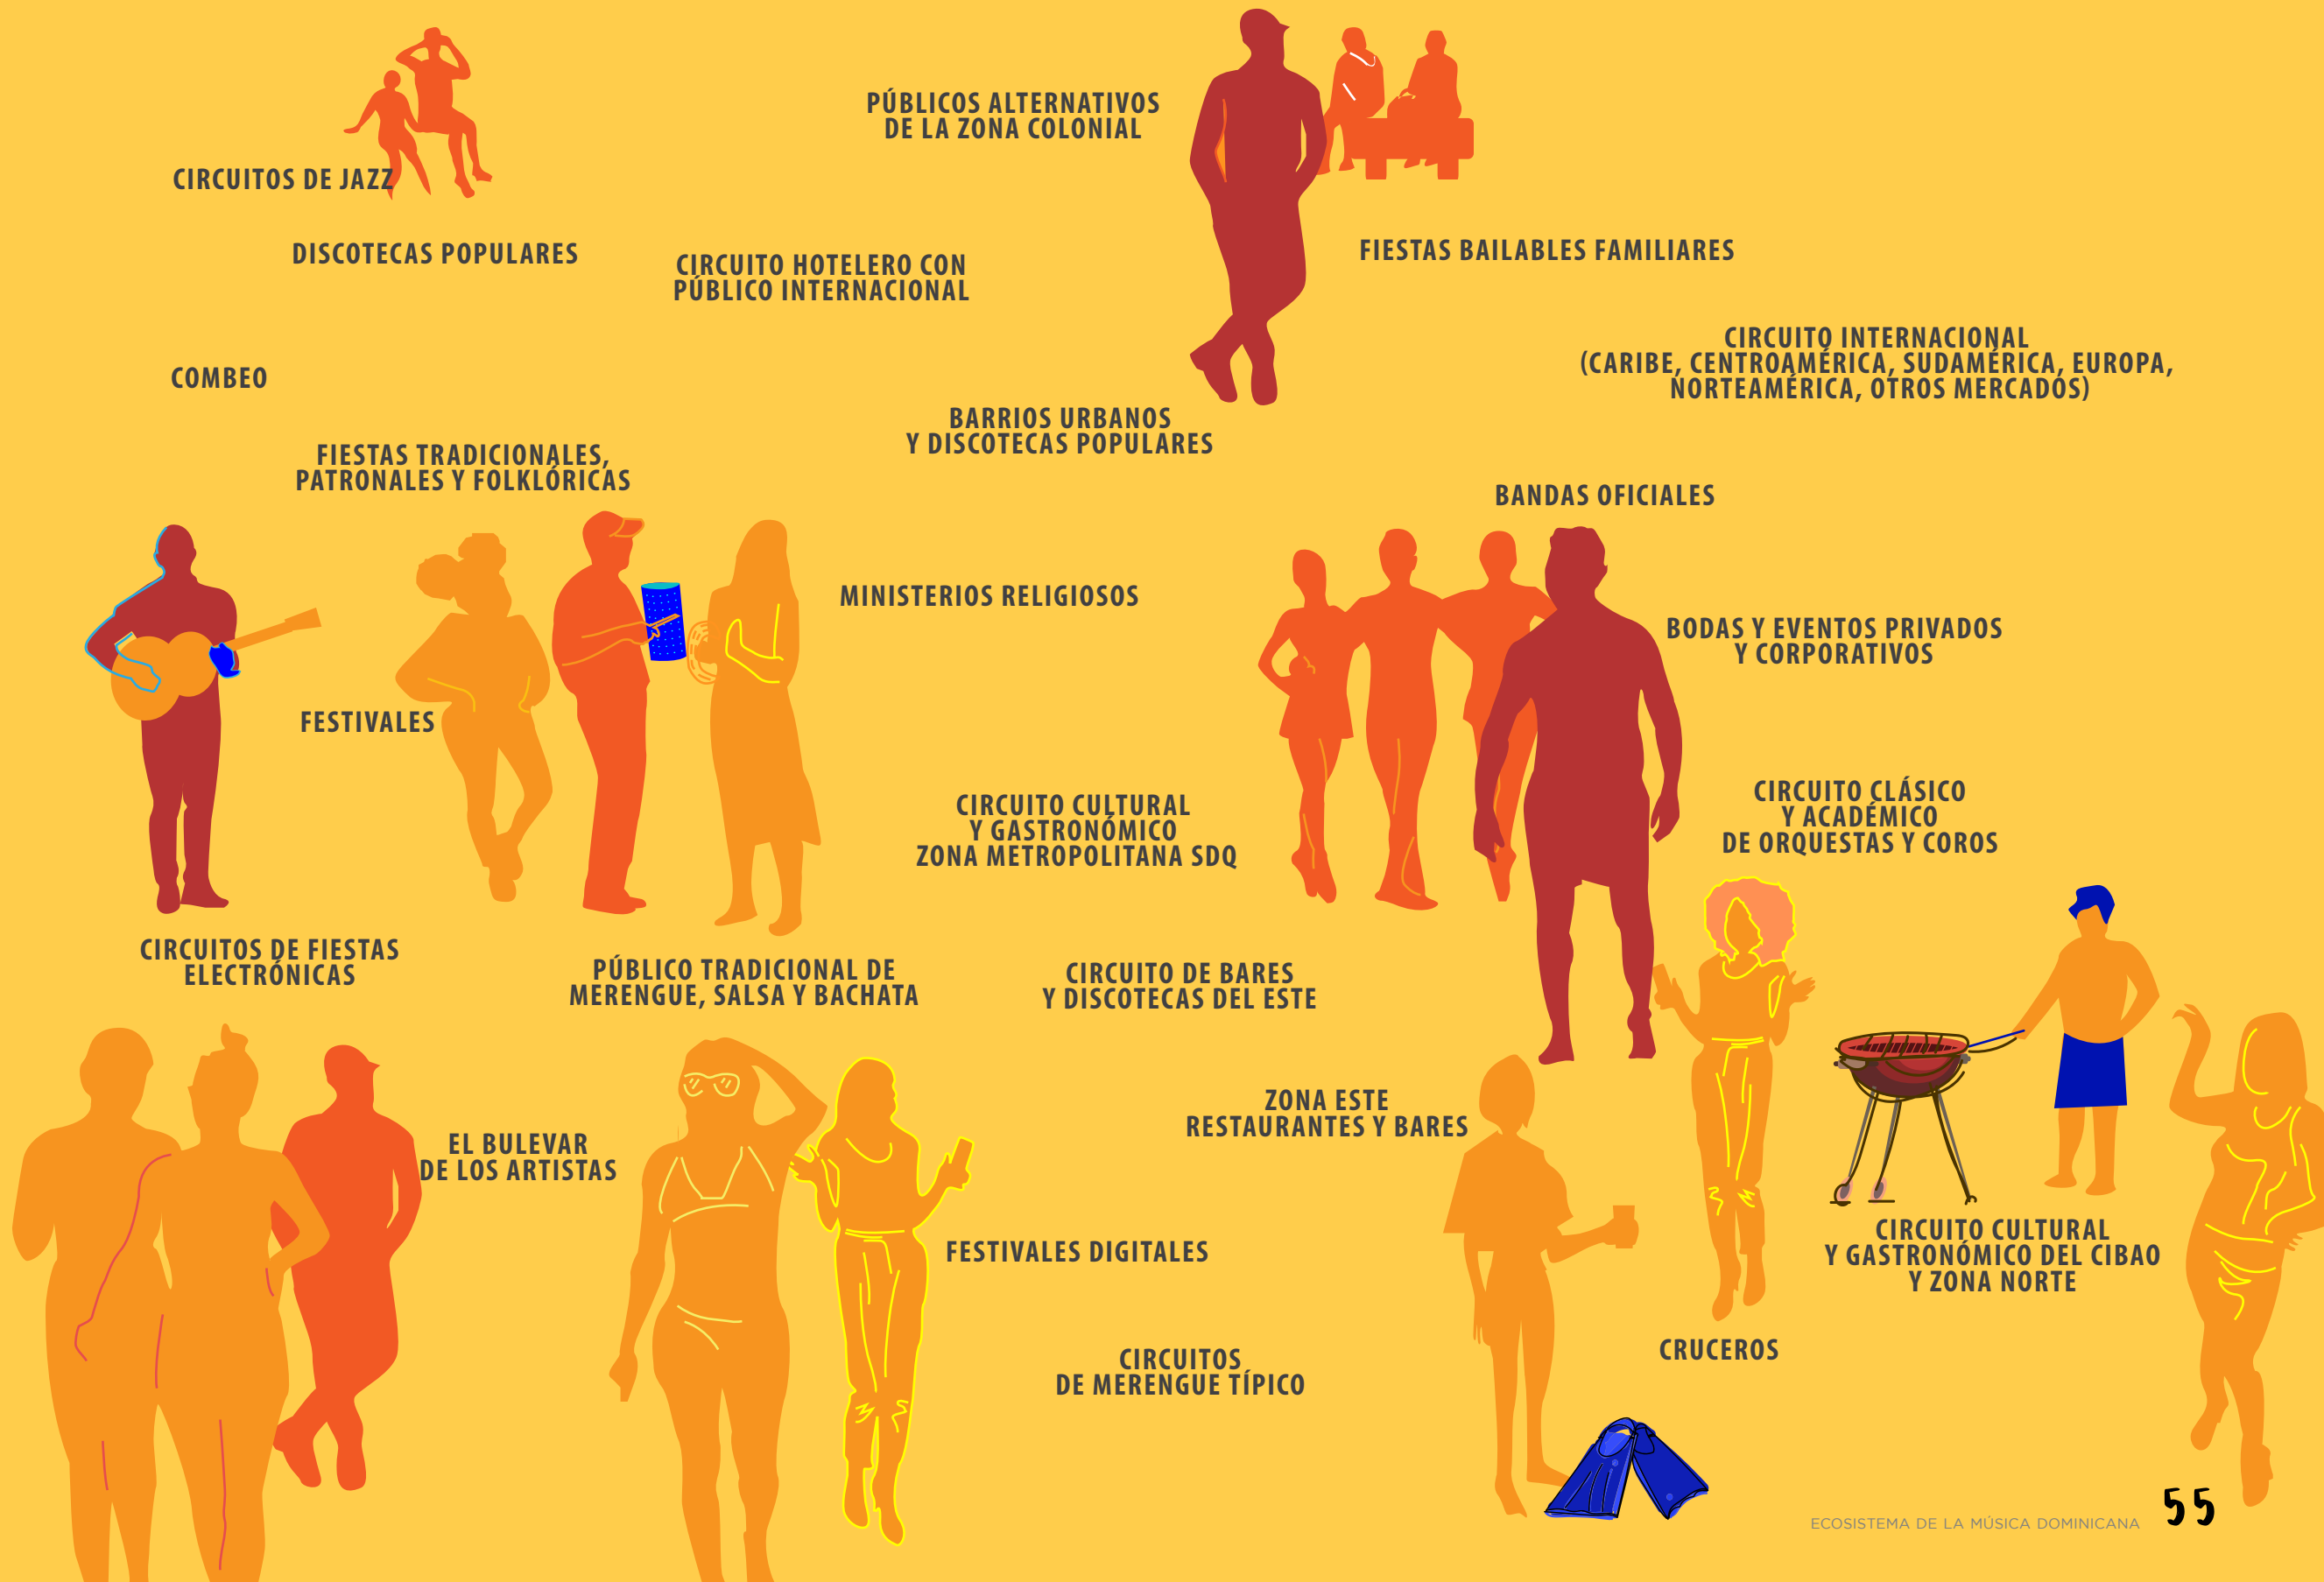 PÚBLICOS ALTERNATIVOS
DE LA ZONA COLONIAL
CIRCUITOS DE JAZZ
DISCOTECAS POPULARES
CIRCUITO HOTELERO CON
PÚBLICO INTERNACIONAL
FIESTAS BAILABLES FAMILIARES
CIRCUITO INTERNACIONAL
(CARIBE, CENTROAMÉRICA, SUDAMÉRICA, EUROPA,
NORTEAMÉRICA, OTROS MERCADOS)
COMBEO
BARRIOS URBANOS
Y DISCOTECAS POPULARES
FIESTAS TRADICIONALES,
PATRONALES Y FOLKLÓRICAS
BANDAS OFICIALES
MINISTERIOS RELIGIOSOS
BODAS Y EVENTOS PRIVADOS
Y CORPORATIVOS
FESTIVALES
CIRCUITO CULTURAL
Y GASTRONÓMICO
ZONA METROPOLITANA SDQ
CIRCUITO CLÁSICO
Y ACADÉMICO
DE ORQUESTAS Y COROS
CIRCUITOS DE FIESTAS
ELECTRÓNICAS
PÚBLICO TRADICIONAL DE
MERENGUE, SALSA Y BACHATA
CIRCUITO DE BARES
Y DISCOTECAS DEL ESTE
ZONA ESTE
RESTAURANTES Y BARES
EL BULEVAR
DE LOS ARTISTAS
FESTIVALES DIGITALES
CIRCUITO CULTURAL
Y GASTRONÓMICO DEL CIBAO
Y ZONA NORTE
CIRCUITOS
DE MERENGUE TÍPICO
CRUCEROS
ECOSISTEMA DE LA MÚSICA DOMINICANA
55